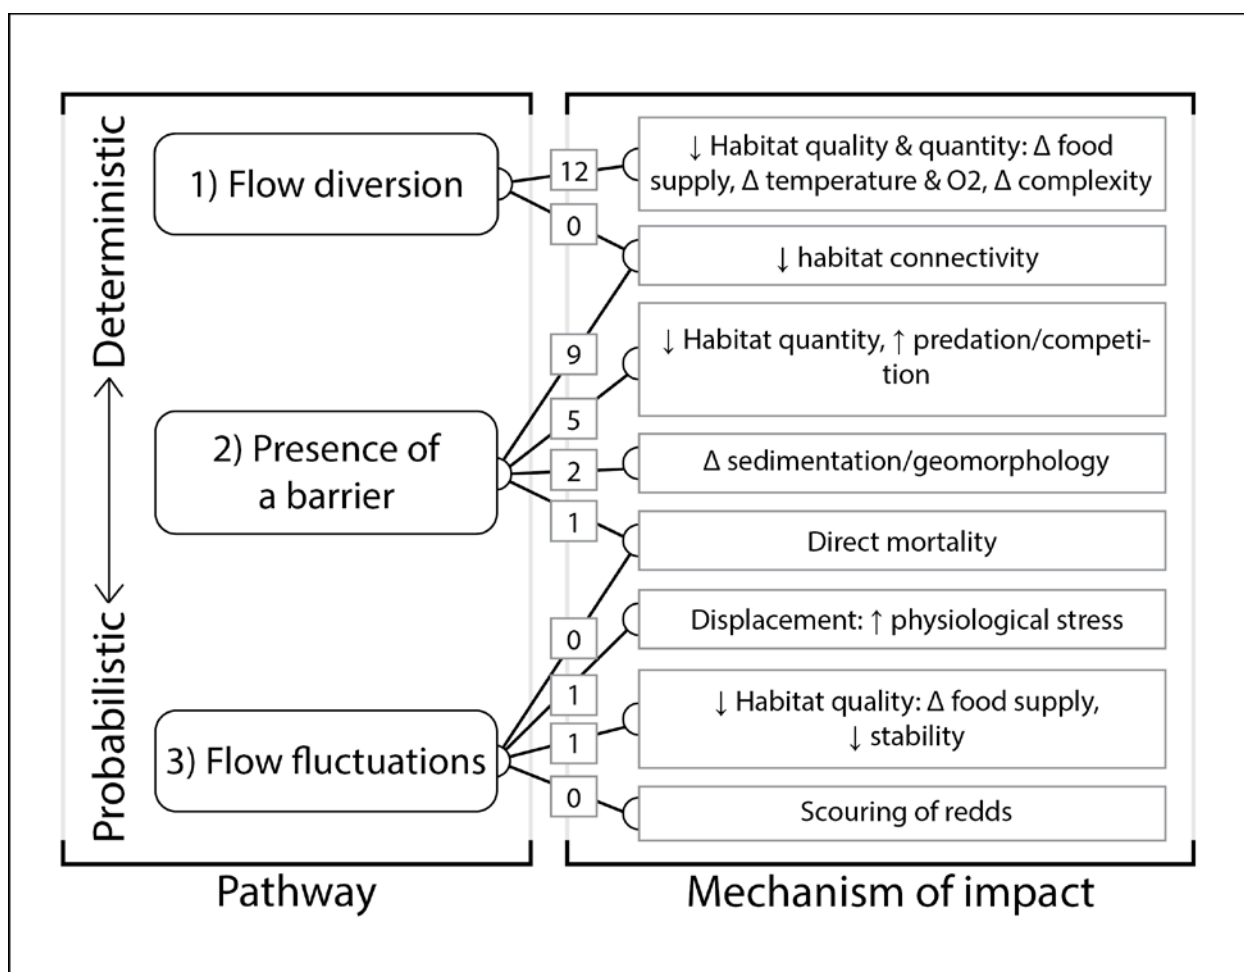 Deterministic
Probabilistic
1) Flow diversion
2) Presence of
a barrier
3) Flow fluctuations
12
0
9
5
2
1
0
1
1
0
↓ Habitat quality & quantity: Δ food
supply, Δ temperature & O2, Δ complexity
↓ habitat connectivity
↓ Habitat quantity, ↑ predation/competi-
tion
Δ sedimentation/geomorphology
Direct mortality
Displacement: ↑ physiological stress
↓ Habitat quality: Δ food supply,
↓ stability
Scouring of redds
Pathway
Mechanism of impact